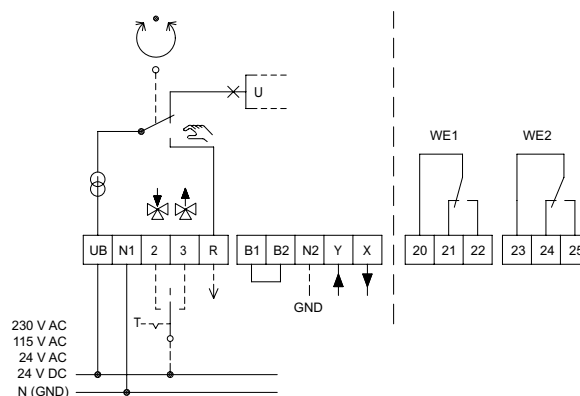 U
WE1 WE2
UB N1 2 3 R B1 B2 N2 Y X 20 21 22 23 24 25
GND
T
230 V AC
115 V AC
24 V AC
24 V DC
N (GND)